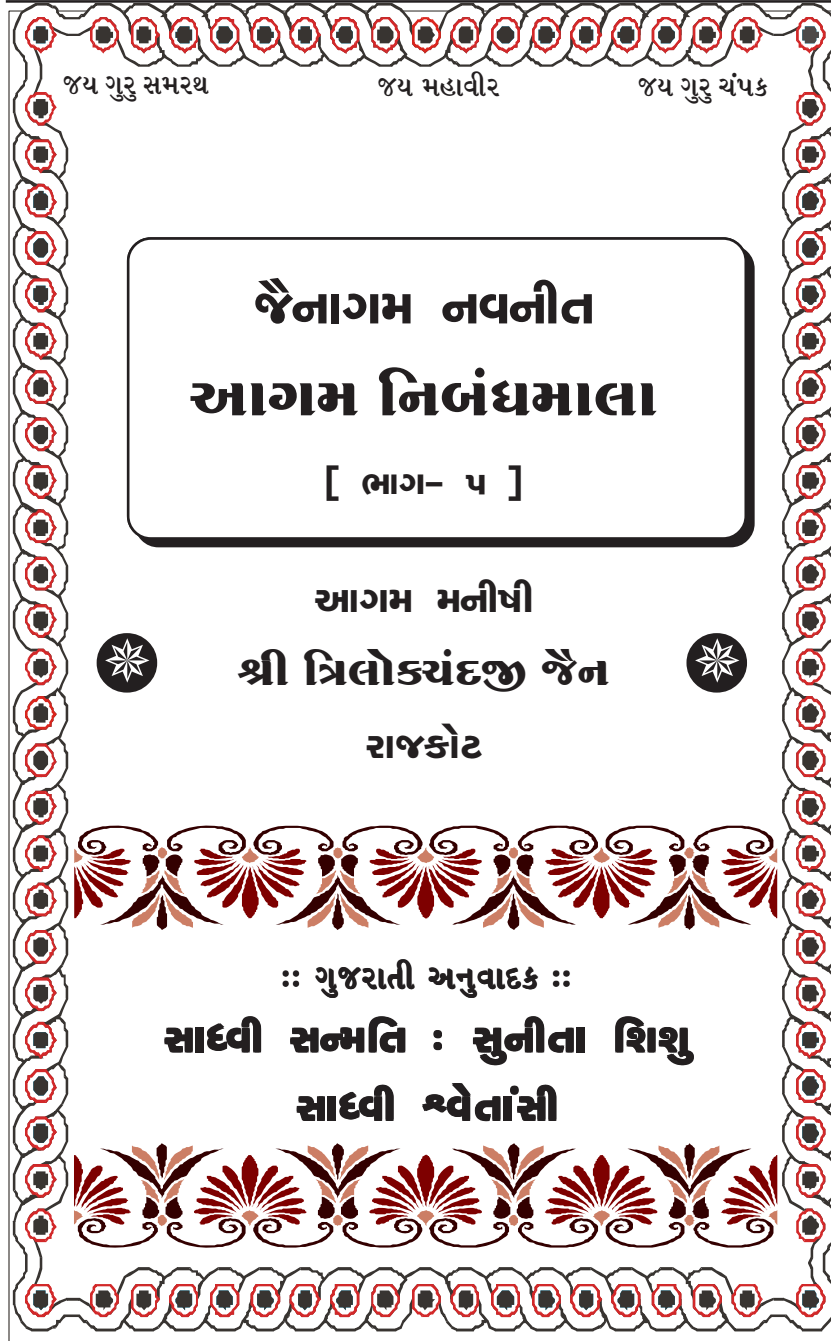 જય ગુરુ સમરથ જય મહાવીર જય ગુરુ ચંપક
જૈનાગમ નવનીત
આગમ નિબંધમાલા
[ ભાગ– ૫ ]
આગમ મનીષી
શ્રી ત્રિલોકચંદજી જૈન
રાજકોટ
:: ગુજરાતી અનુવાદક ::
સાધ્વી સન્મતિ : સુનીતા શિશુ
સાધ્વી શ્વેતાંસી